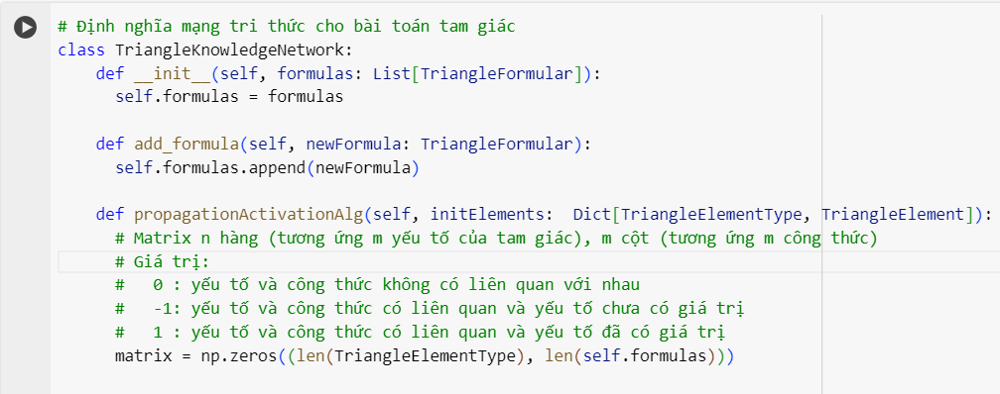 # Định nghĩa mạng tri thức cho bài toán tam giác
class TriangleKnowledgeNetwork:
def __init__(self, formulas: List[TriangleFormular]):
self.formulas = formulas
def add_formula(self, newFormula: TriangleFormular):
self.formulas.append(newFormula)
def propagationActivationAlg(self, initElements:  Dict[TriangleElementType, TriangleElement]):
# Matrix n hàng (tương ứng m yếu tố của tam giác), m cột (tương ứng m công thức)
# Giá trị:
#   0 : yếu tố và công thức không có liên quan với nhau
#   -1: yếu tố và công thức có liên quan và yếu tố chưa có giá trị
#   1 : yếu tố và công thức có liên quan và yếu tố đã có giá trị
matrix = np.zeros((len(TriangleElementType), len(self.formulas)))